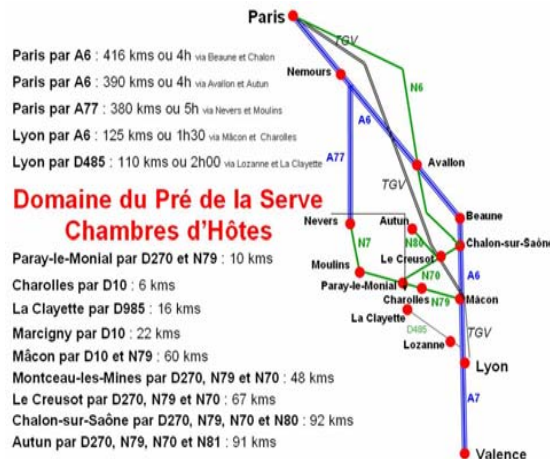 Paris par A6 : 416 kms ou 4h via Beaune et Chalon
Paris par A6 : 390 kms ou 4h via Avallon et Autun
Paris par A77 : 380 kms ou 5h via Nevers et Moulins
Lyon par A6 : 125 kms ou 1h30 via Mâcon et Charolles
Lyon par D485 : 110 kms ou 2h00 via Lozanne et La Clayette
Domaine du Pré de la Serve
Chambres d'Hôtes
Paray-le-Monial par D270 et N79 : 10 kms
Charolles par D10 : 6 kms
La Clayette par D985 : 16 kms
Marcigny par D10 : 22 kms
Mâcon par D10 et N79 : 60 kms
Montceau-les-Mines par D270, N79 et N70 : 48 kms
Le Creusot par D270, N79 et N70 : 67 kms
Chalon-sur-Saône par D270, N79, N70 et N80 : 92 kms
Autun par D270, N79, N70 et N81 : 91 kms
Paris
TGV
Nemours
N6
A6
A77
Avallon
TGV
Nevers
Autun
Beaune
N7
N80
Chalon-sur-Saône
Le Creusot
Moulins
N70
A6
Paray-le-Monial
Charolles
N79
Mâcon
La Clayette
D485
TGV
Lozanne
Lyon
A7
Valence